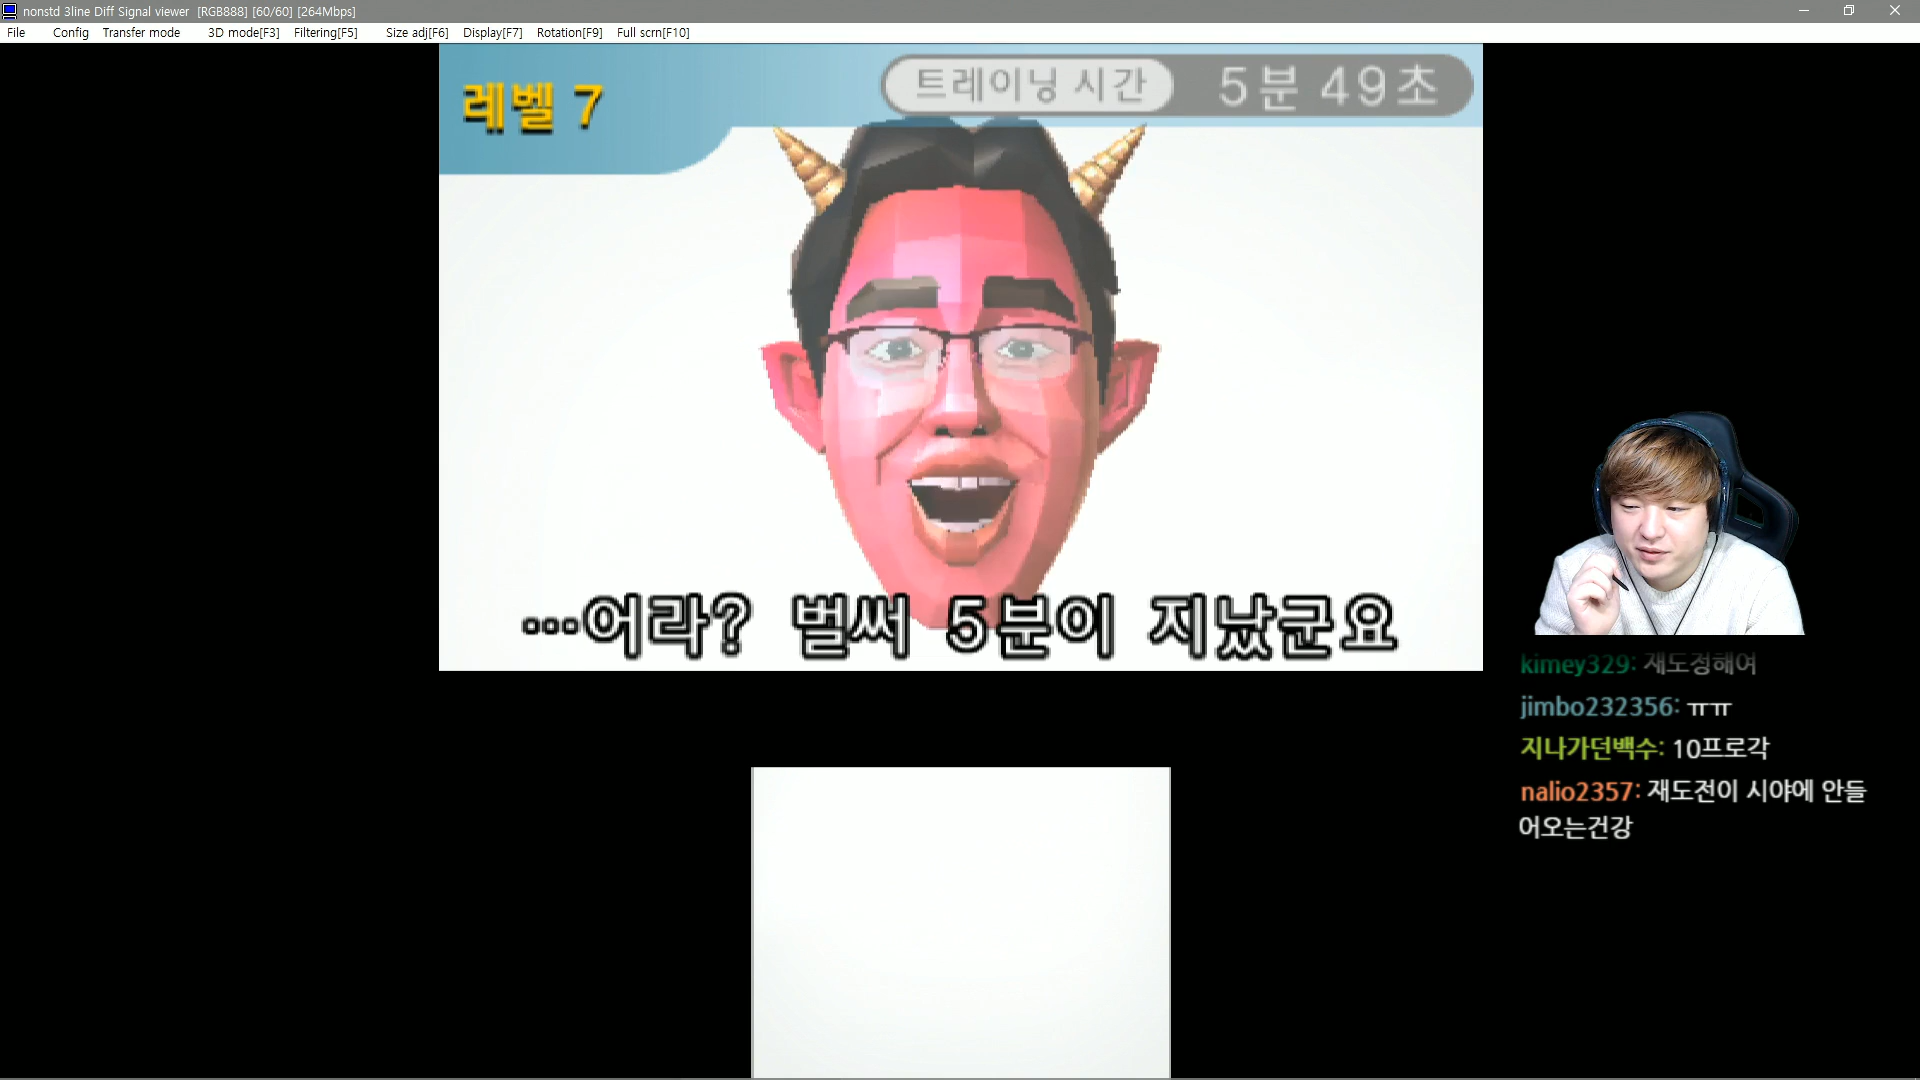 nonstd 3line Diff Signal viewer [RGB888] [60/60] [264Mbps]
File Config Transfer mode 3D mode[F3] Filtering[F5] Size adj[F6] Display[F7] Rotation[F9] Full scrn[F10]
레벨 7
트레이닝 시간 5분 49초
…어라? 벌써 5분이 지났군요
kimey329: 재도정해여
jimbo232356: ㅠㅠ
지나가던백수: 10프로각
nalio2357: 재도전이 시야에 안들
어오는건강